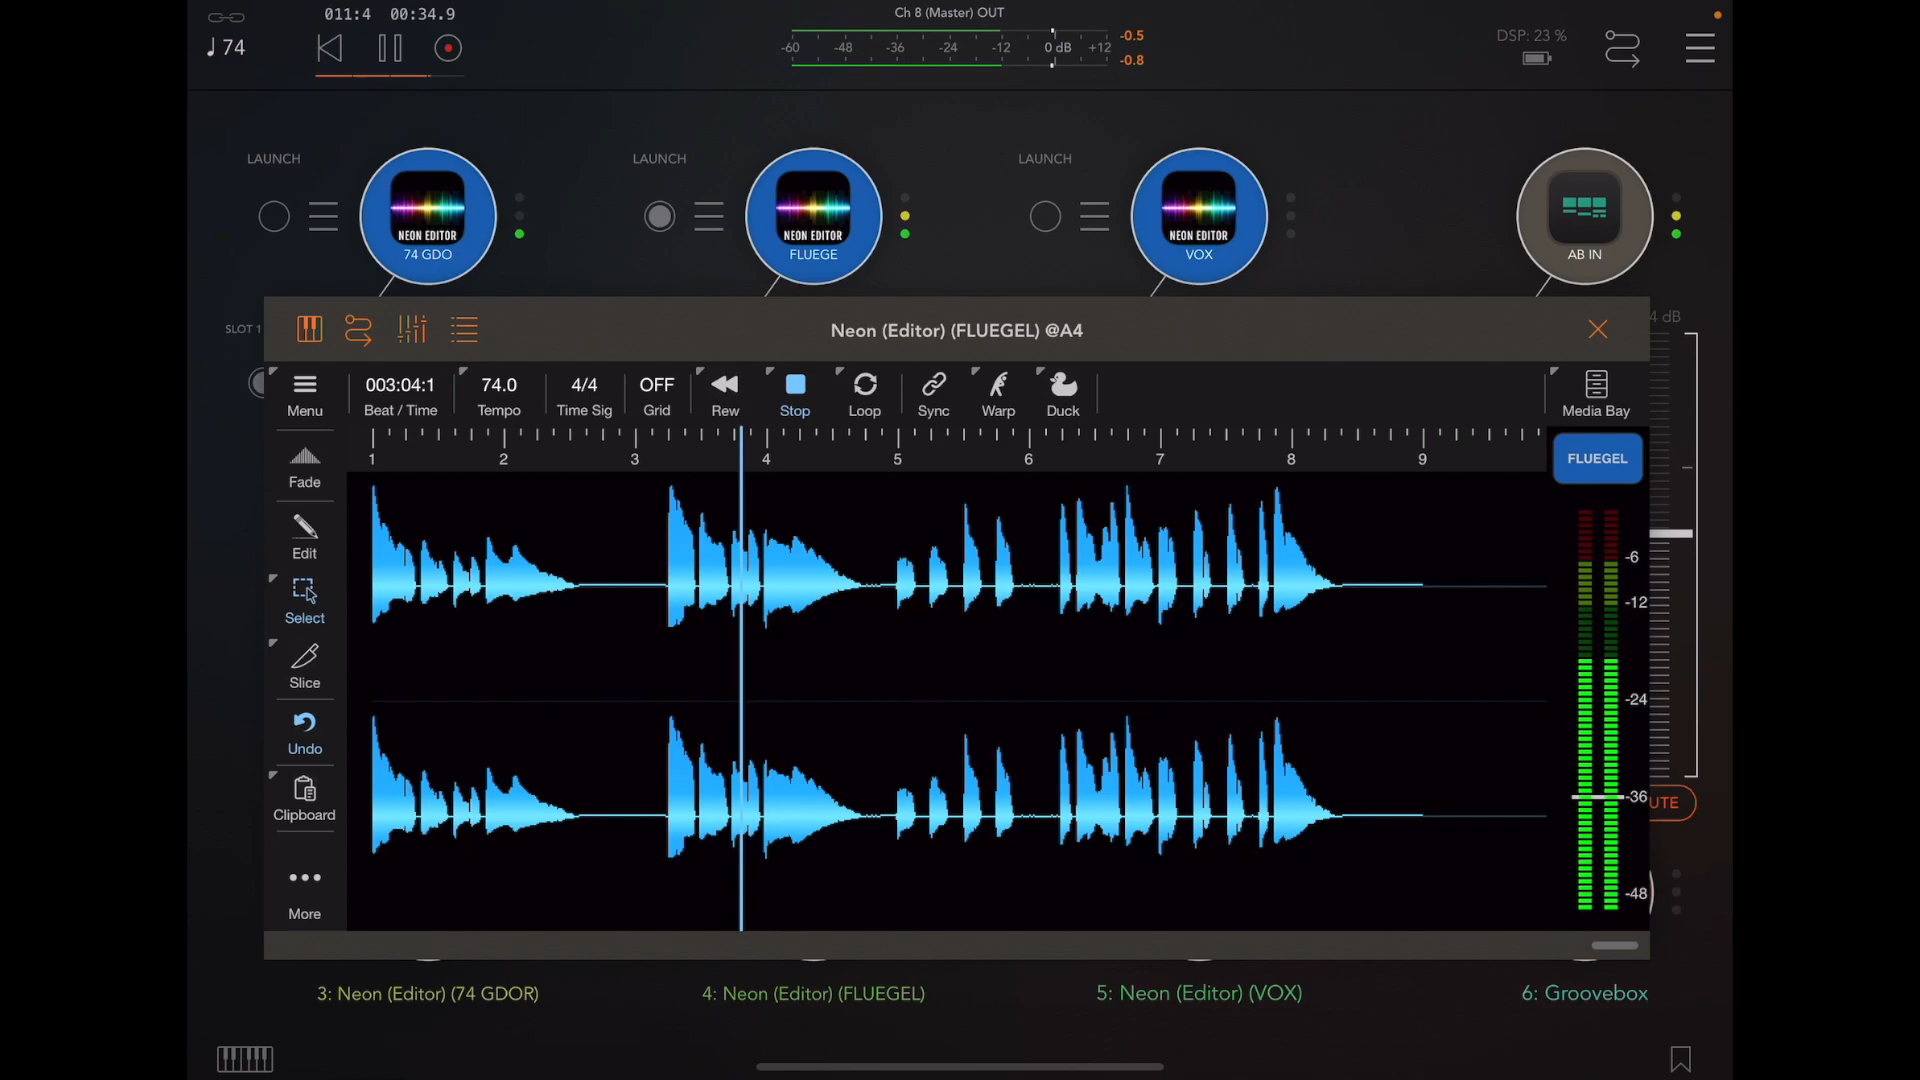 011:4 00:34.9
Ch 8 (Master) OUT
74
-60 -48 -36 -24 -12 0 dB +12
-0.5
-0.8
DSP: 23 %
LAUNCH
LAUNCH
LAUNCH
NEON EDITOR
74 GDO
NEON EDITOR
FLUEGE
NEON EDITOR
VOX
AB IN
SLOT 1
4 dB
Neon (Editor) (FLUEGEL) @A4
003:04:1 74.0 4/4 OFF
Menu Beat / Time Tempo Time Sig Grid Rew Stop Loop Sync Warp Duck Media Bay
1 2 3 4 5 6 7 8 9
FLUEGEL
Fade
Edit
Select
Slice
Undo
Clipboard
More
-6
-12
-24
-36
-48
UTE
3: Neon (Editor) (74 GDOR)
4: Neon (Editor) (FLUEGEL)
5: Neon (Editor) (VOX)
6: Groovebox